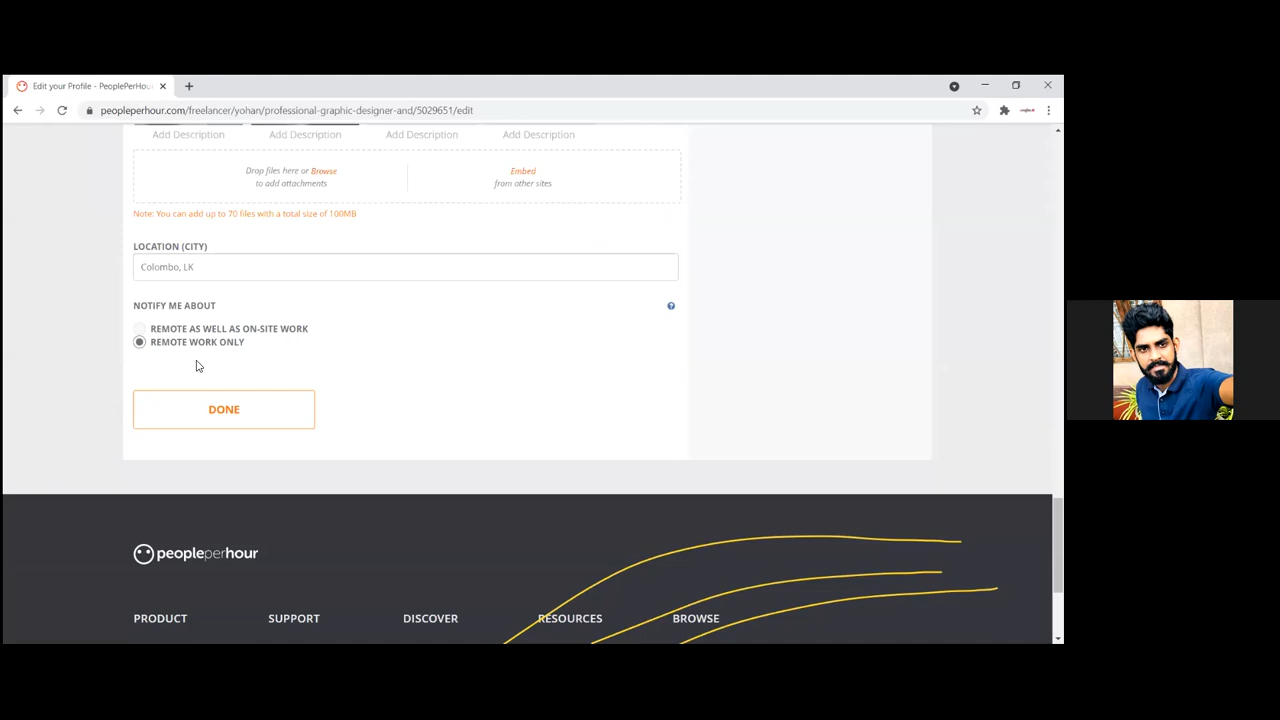 Edit your Profile - PeoplePerHou
peopleperhour.com/freelancer/yohan/professional-graphic-designer-and/5029651/edit
Add Description Add Description Add Description Add Description
Drop files here or Browse
to add attachments
Embed
from other sites
Note: You can add up to 70 files with a total size of 100MB
LOCATION (CITY)
Colombo, LK
NOTIFY ME ABOUT
REMOTE AS WELL AS ON-SITE WORK
REMOTE WORK ONLY
DONE
peopleperhour
PRODUCT SUPPORT DISCOVER RESOURCES BROWSE